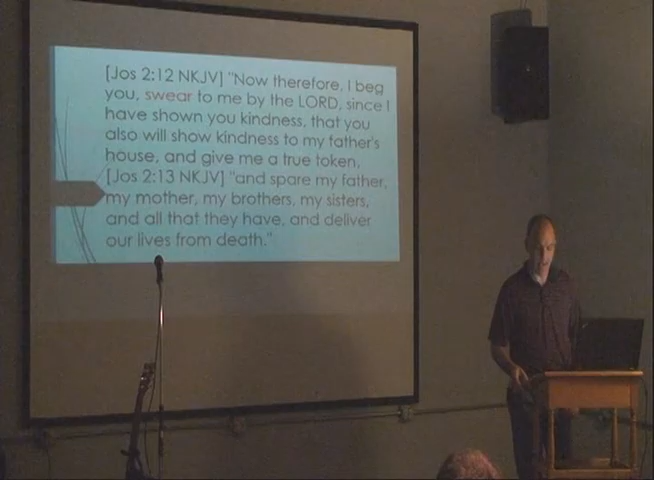 [Jos 2:12 NKJV] "Now therefore, I beg
you, swear to me by the LORD, since I
have shown you kindness, that you
also will show kindness to my father's
house, and give me a true token,
[Jos 2:13 NKJV] "and spare my father,
my mother, my brothers, my sisters,
and all that they have, and deliver
our lives from death."